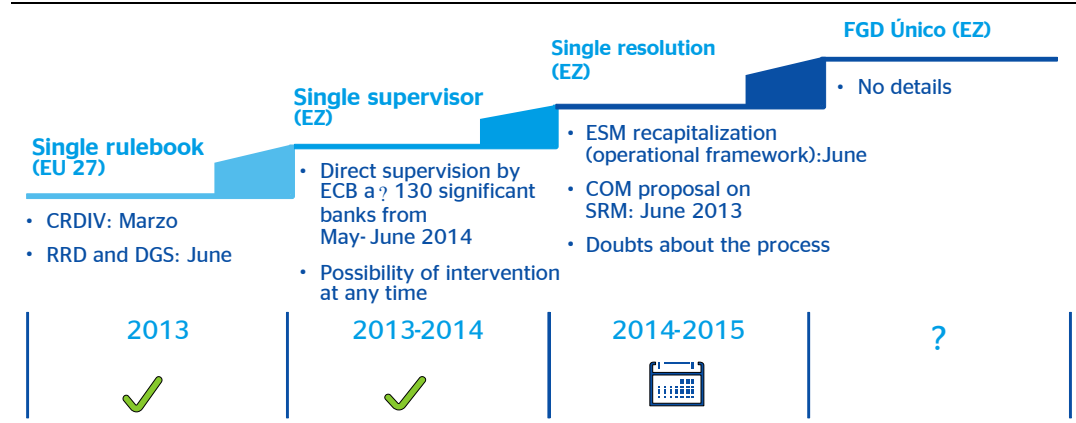 Single rulebook
(EU 27)
• CRDIV: Marzo
• RRD and DGS: June
Single supervisor
(EZ)
• Direct supervision by
ECB a ? 130 significant
banks from
May- June 2014
• Possibility of intervention
at any time
Single resolution
(EZ)
• ESM recapitalization
(operational framework):June
• COM proposal on
SRM: June 2013
• Doubts about the process
FGD Único (EZ)
• No details
2013
2013-2014
2014-2015
?